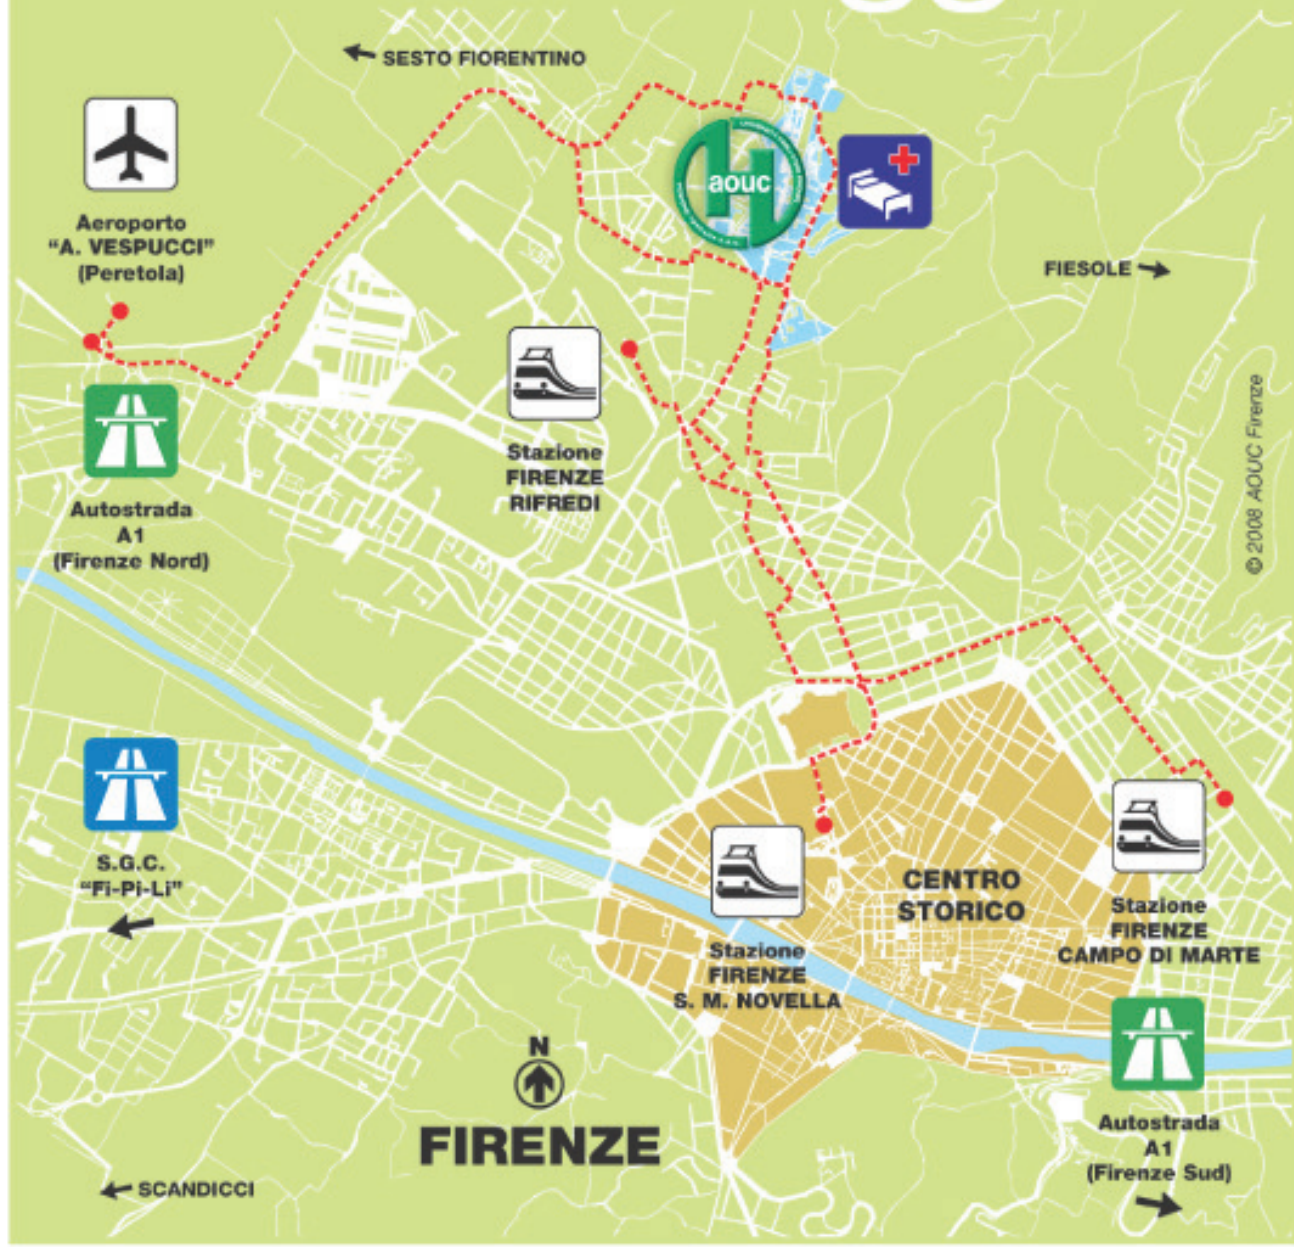 SESTO FIORENTINO
Aeroporto
“A. VESPUCCI”
(Peretola)
aouc
FIESOLE
Stazione
FIRENZE
RIFREDI
Autostrada
A1
(Firenze Nord)
© 2008 AOUC Firenze
S.G.C.
“Fi-Pi-Li”
CENTRO
STORICO
Stazione
FIRENZE
CAMPO DI MARTE
Stazione
FIRENZE
S. M. NOVELLA
N
FIRENZE
Autostrada
A1
(Firenze Sud)
SCANDICCI